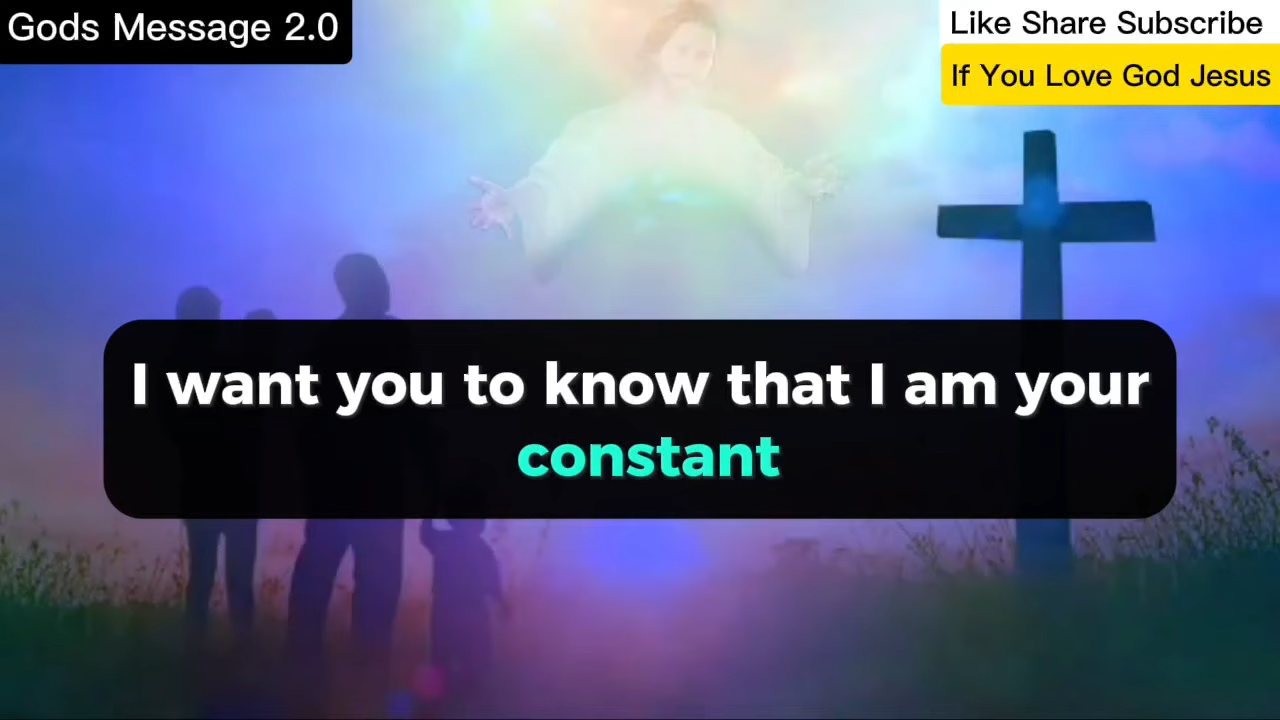 Gods Message 2.0
Like Share Subscribe
If You Love God Jesus
I want you to know that I am your
constant